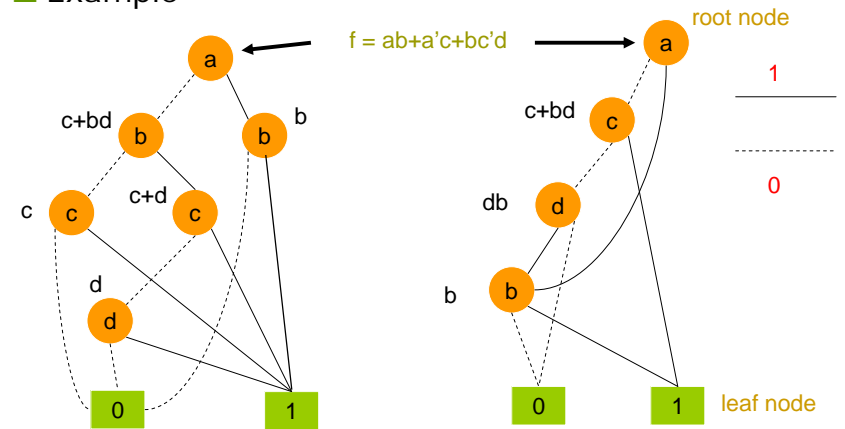 Example
root node
f = ab+a'c+bc'd
a
a
1
c+bd
b
b
b
c+bd
c
0
c
c
c+d
c
db
d
d
d
b
b
0
1
0
1
leaf node